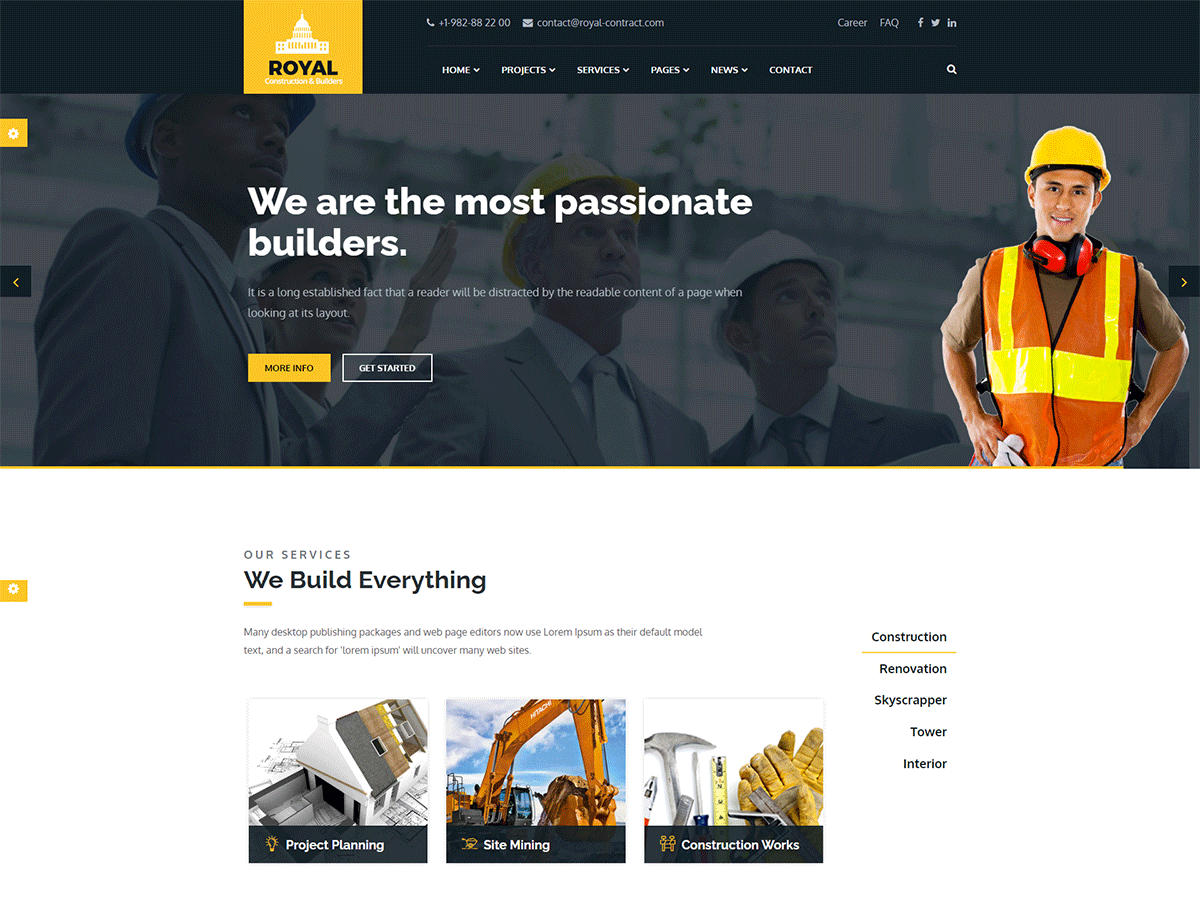 +1-982-88 22 00 contact@royal-contract.com Career FAQ
ROYAL
Construction & Builders
HOME PROJECTS SERVICES PAGES NEWS CONTACT
We are the most passionate
builders.
It is a long established fact that a reader will be distracted by the readable content of a page when
looking at its layout.
MORE INFO GET STARTED
OUR SERVICES
We Build Everything
Many desktop publishing packages and web page editors now use Lorem Ipsum as their default model
text, and a search for 'lorem ipsum' will uncover many web sites.
Construction
Renovation
Skyscrapper
Tower
Interior
HITACHI
Project Planning
Site Mining
Construction Works